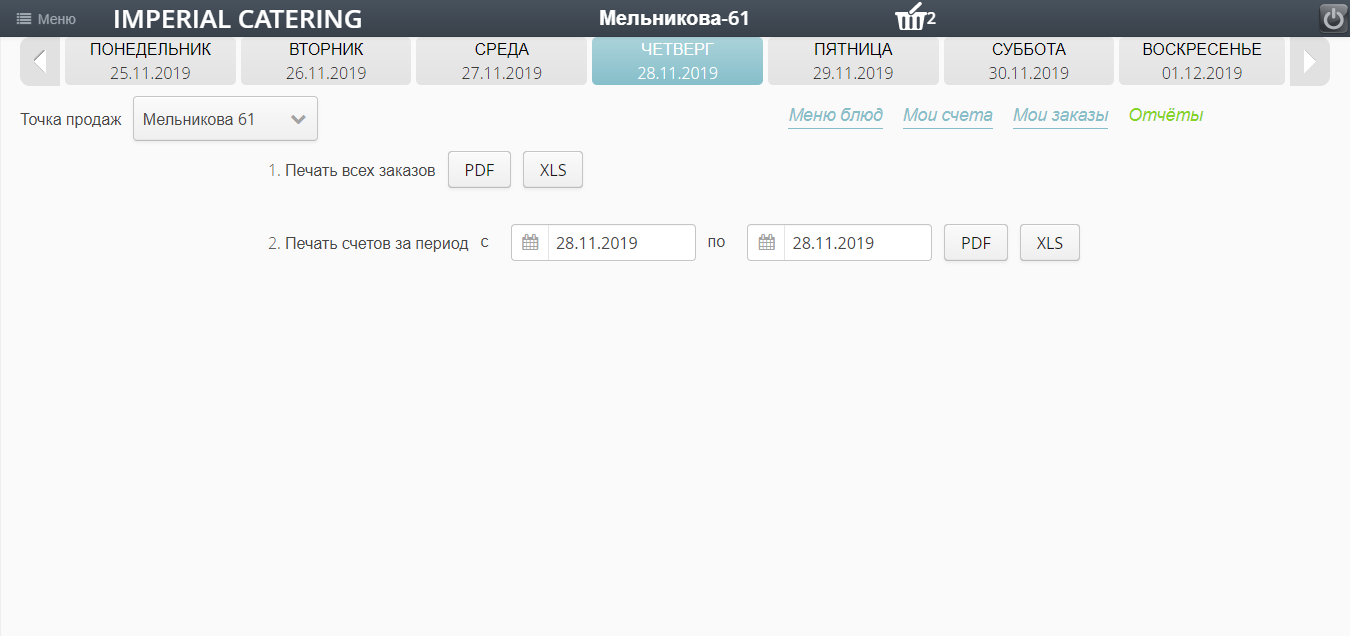 Меню IMPERIAL CATERING Мельникова-61 2
ПОНЕДЕЛЬНИК ВТОРНИК СРЕДА ЧЕТВЕРГ ПЯТНИЦА СУББОТА ВОСКРЕСЕНЬЕ
25.11.2019 26.11.2019 27.11.2019 28.11.2019 29.11.2019 30.11.2019 01.12.2019
Точка продаж Мельникова 61 Меню блюд Мои счета Мои заказы Отчёты
1. Печать всех заказов PDF XLS
2. Печать счетов за период с 28.11.2019 по 28.11.2019 PDF XLS